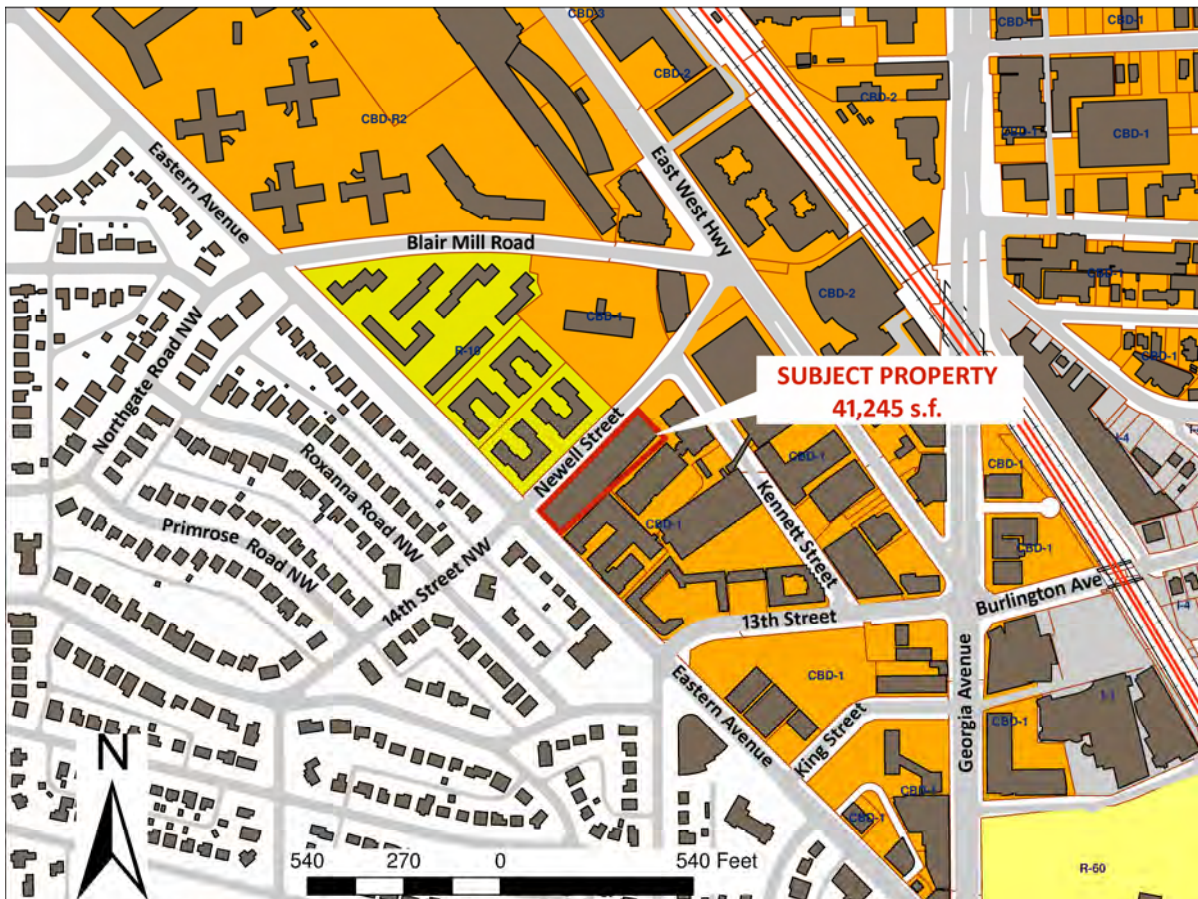 CBD-3
CBD-1
CBD-1
CBD-2
CBD-2
CBD-R2
CBD-1
CBD-1
Eastern Avenue
East West Hwy
Blair Mill Road
CBD-1
CBD-2
CBD-1
CBD-1
R-10
SUBJECT PROPERTY
41,245 s.f.
Northgate Road NW
Newell Street
I-4
Roxanna Road NW
CBD-1
CBD-1
Kennett Street
Primrose Road NW
CBD-1
CBD-1
14th Street NW
Burlington Ave
I-4
13th Street
Eastern Avenue
CBD-1
Georgia Avenue
I-1
King Street
CBD-1
N
CBD-1
CBD-1
540 270 0 540 Feet
R-60